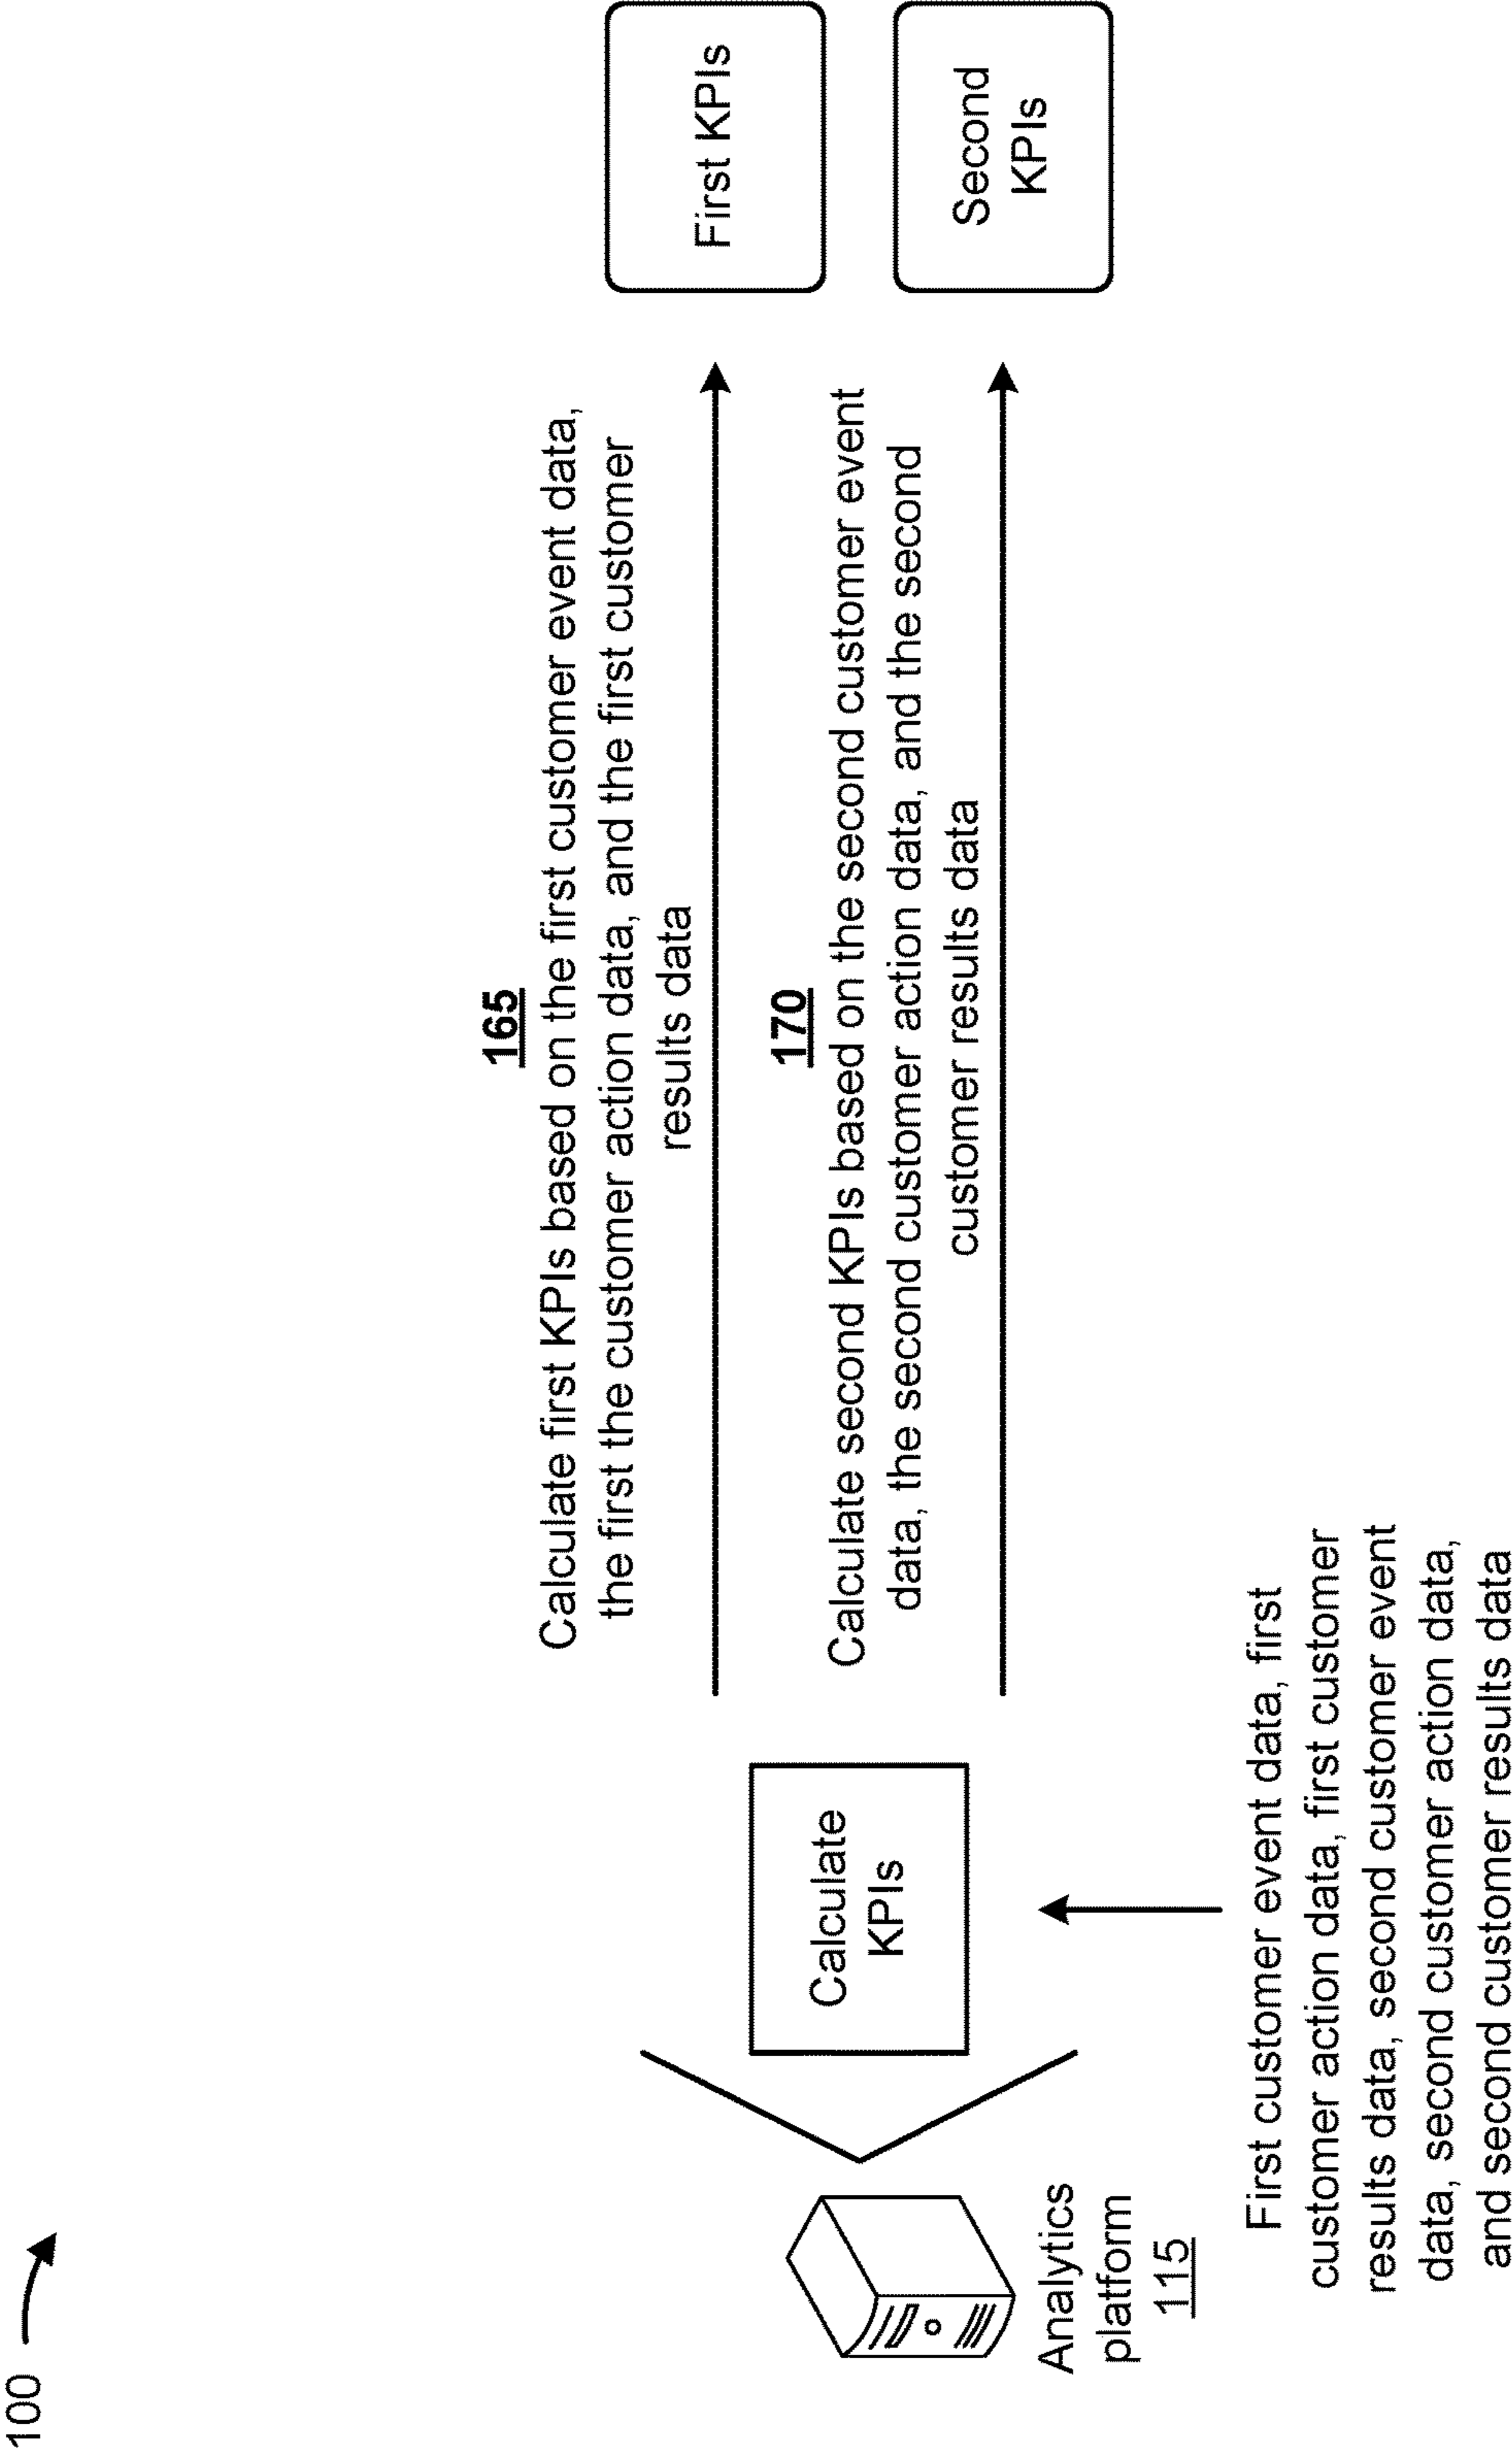 100
165
Calculate first KPIs based on the first customer event data,
the first the customer action data, and the first customer
results data
First KPIs
170
Calculate second KPIs based on the second customer event
data, the second customer action data, and the second
customer results data
Second
KPIs
Calculate
KPIs
Analytics
platform
115
First customer event data, first
customer action data, first customer
results data, second customer event
data, second customer action data,
and second customer results data